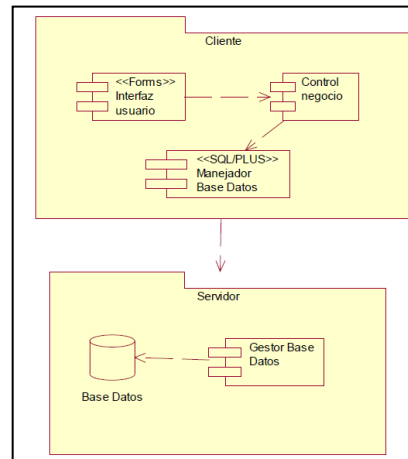 Cliente
<<Forms>>
Interfaz
usuario
Control
negocio
<<SQL/PLUS>>
Manejador
Base Datos
Servidor
Gestor Base
Datos
Base Datos